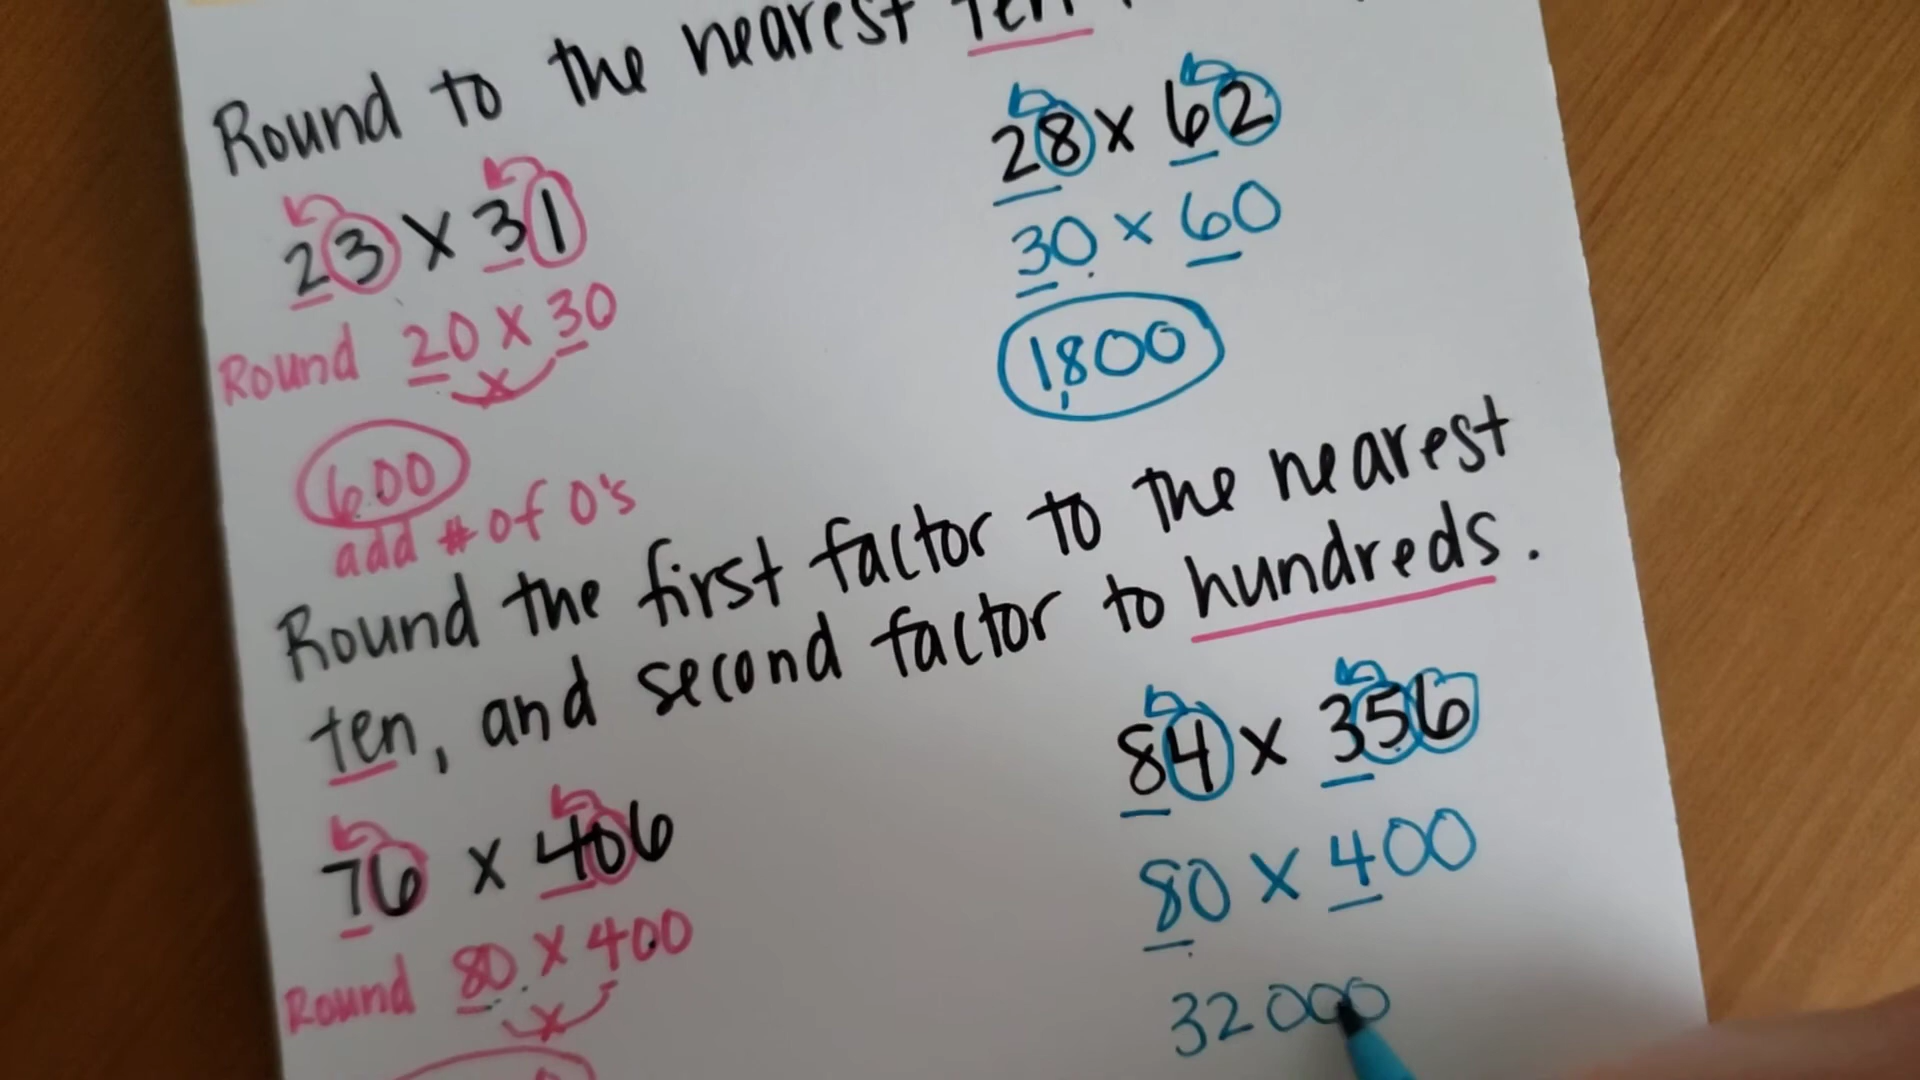 Round to the nearest ten
23 x 31
Round 20 x 30
x
600
add # of 0's
28 x 62
30 x 60
1,800
Round the first factor to the nearest
ten, and second factor to hundreds.
76 x 406
Round 80 x 400
x
84 x 356
80 x 400
32000